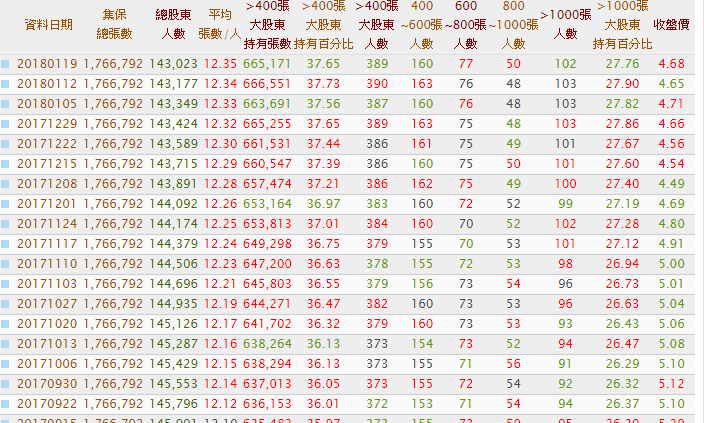 資料日期 集保總張數 總股東人數 平均張數/人 >400張大股東持有張數 >400張大股東持有百分比 >400張大股東人數 400~600張人數 600~800張人數 800~1000張人數 >1000張人數 >1000張大股東持有百分比 收盤價
20180119 1,766,792 143,023 12.35 665,171 37.65 389 160 77 50 102 27.76 4.68
20180112 1,766,792 143,177 12.34 666,551 37.73 390 163 76 48 103 27.90 4.65
20180105 1,766,792 143,349 12.33 663,691 37.56 387 160 76 48 103 27.82 4.71
20171229 1,766,792 143,424 12.32 665,255 37.65 389 163 75 48 103 27.86 4.66
20171222 1,766,792 143,589 12.30 661,531 37.44 386 161 75 49 101 27.67 4.56
20171215 1,766,792 143,715 12.29 660,547 37.39 386 160 75 50 101 27.60 4.54
20171208 1,766,792 143,891 12.28 657,474 37.21 386 162 75 49 100 27.40 4.49
20171201 1,766,792 144,092 12.26 653,164 36.97 383 160 72 52 99 27.19 4.69
20171124 1,766,792 144,174 12.25 653,813 37.01 384 160 70 52 102 27.28 4.80
20171117 1,766,792 144,379 12.24 649,298 36.75 379 155 70 53 101 27.12 4.91
20171110 1,766,792 144,506 12.23 647,200 36.63 378 155 72 53 98 26.94 5.00
20171103 1,766,792 144,696 12.21 645,803 36.55 379 156 73 54 96 26.73 5.01
20171027 1,766,792 144,935 12.19 644,271 36.47 382 160 73 53 96 26.63 5.04
20171020 1,766,792 145,126 12.17 641,702 36.32 379 160 73 53 93 26.43 5.06
20171013 1,766,792 145,287 12.16 638,264 36.13 373 154 73 52 94 26.47 5.08
20171006 1,766,792 145,429 12.15 638,294 36.13 373 155 71 56 91 26.29 5.10
20170930 1,766,792 145,553 12.14 637,013 36.05 373 155 72 54 92 26.32 5.12
20170922 1,766,792 145,796 12.12 636,153 36.01 372 153 71 54 94 26.37 5.10